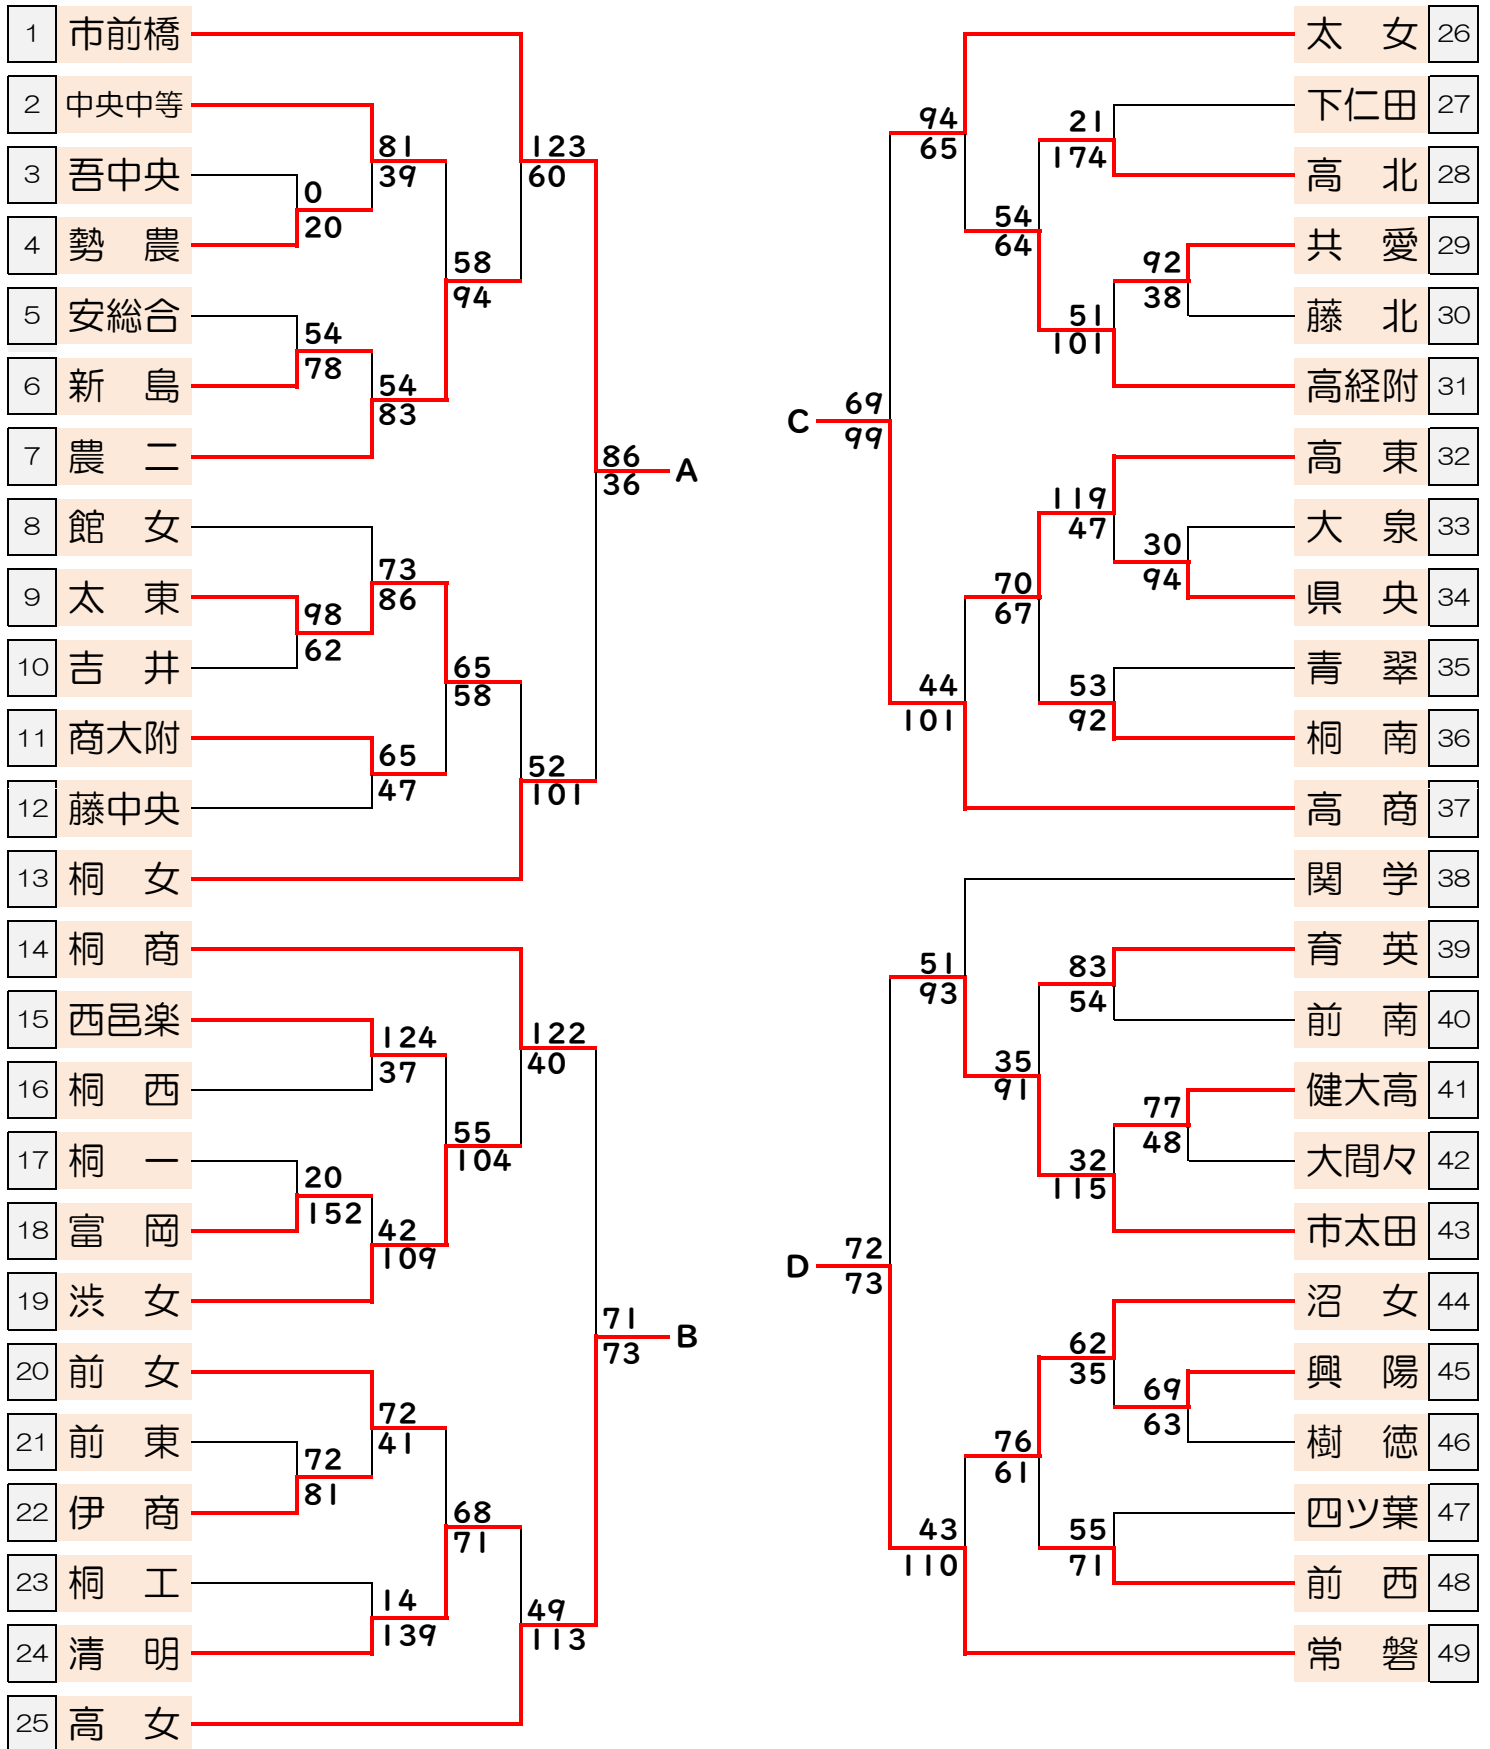 1 市前橋
2 中央中等
3 吾中央
4 勢 農
5 安総合
6 新 島
7 農 二
8 館 女
9 太 東
10 吉 井
11 商大附
12 藤中央
13 桐 女
14 桐 商
15 西邑楽
16 桐 西
17 桐 一
18 富 岡
19 渋 女
20 前 女
21 前 東
22 伊 商
23 桐 工
24 清 明
25 高 女
0
20
54
78
98
62
20
152
72
81
81
39
54
83
73
86
65
47
124
37
42
109
72
41
14
139
58
94
65
58
55
104
68
71
123
60
52
101
122
40
49
113
86
36
A
71
73
B
C
69
99
D
72
73
94
65
44
101
51
93
43
110
54
64
70
67
35
91
76
61
21
174
51
101
119
47
53
92
83
54
32
115
62
35
55
71
92
38
30
94
77
48
69
63
太 女 26
下仁田 27
高 北 28
共 愛 29
藤 北 30
高経附 31
高 東 32
大 泉 33
県 央 34
青 翠 35
桐 南 36
高 商 37
関 学 38
育 英 39
前 南 40
健大高 41
大間々 42
市太田 43
沼 女 44
興 陽 45
樹 徳 46
四ツ葉 47
前 西 48
常 磐 49